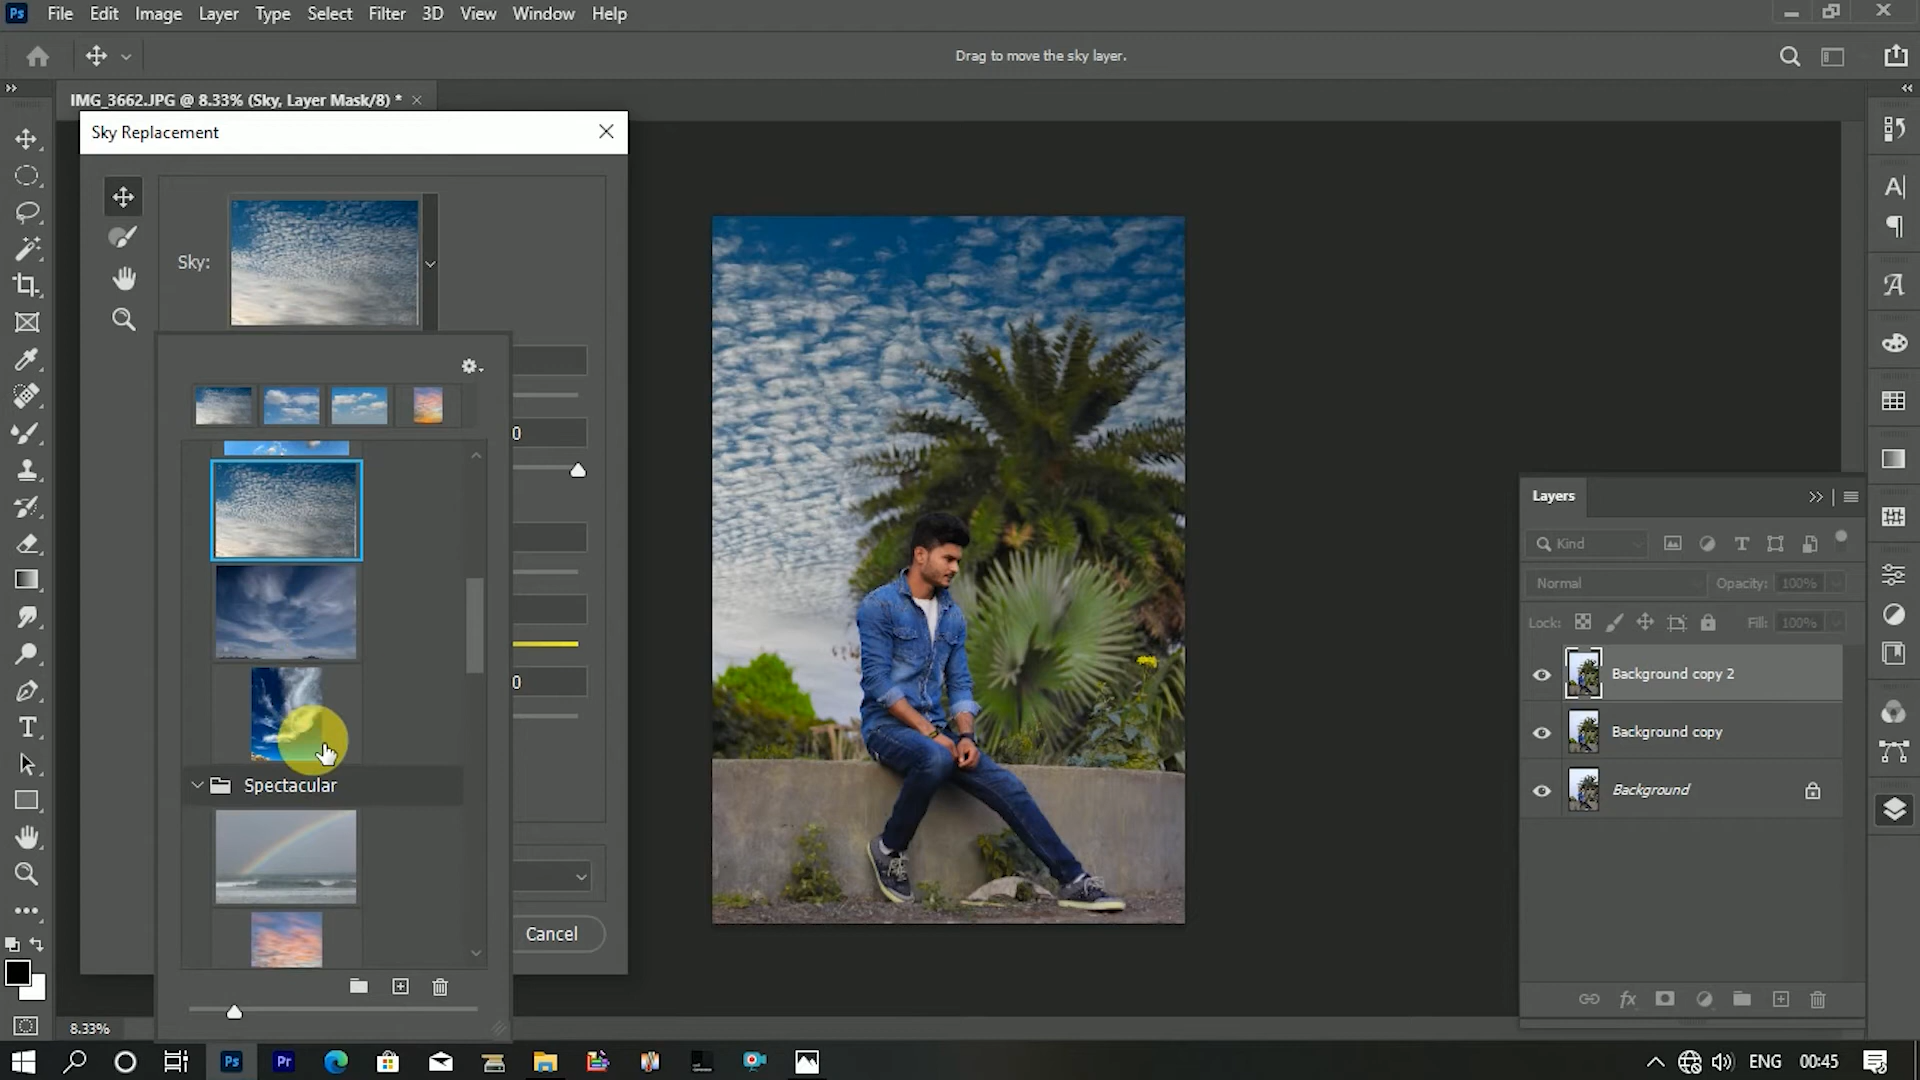 Ps File Edit Image Layer Type Select Filter 3D View Window Help
Drag to move the sky layer.
IMG_3662.JPG @ 8.33% (Sky, Layer Mask/8) *
Sky Replacement
Sky:
0
0
Spectacular
Cancel
Layers
Kind
Normal Opacity: 100%
Lock: Fill: 100%
Background copy 2
Background copy
Background
8.33%
Ps Pr ENG 00:45